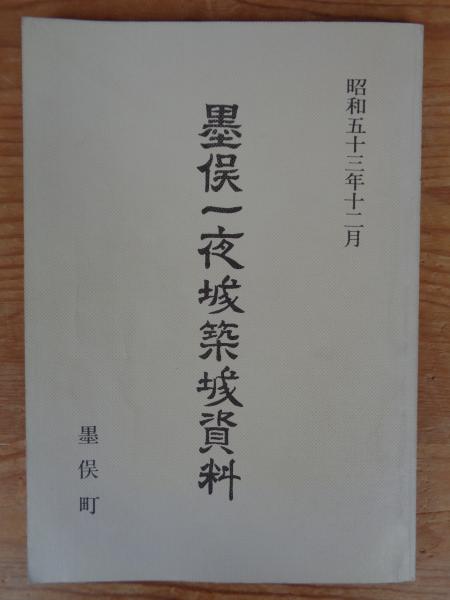 昭和五十三年十二月
墨俣一夜城築城資料
墨俣町